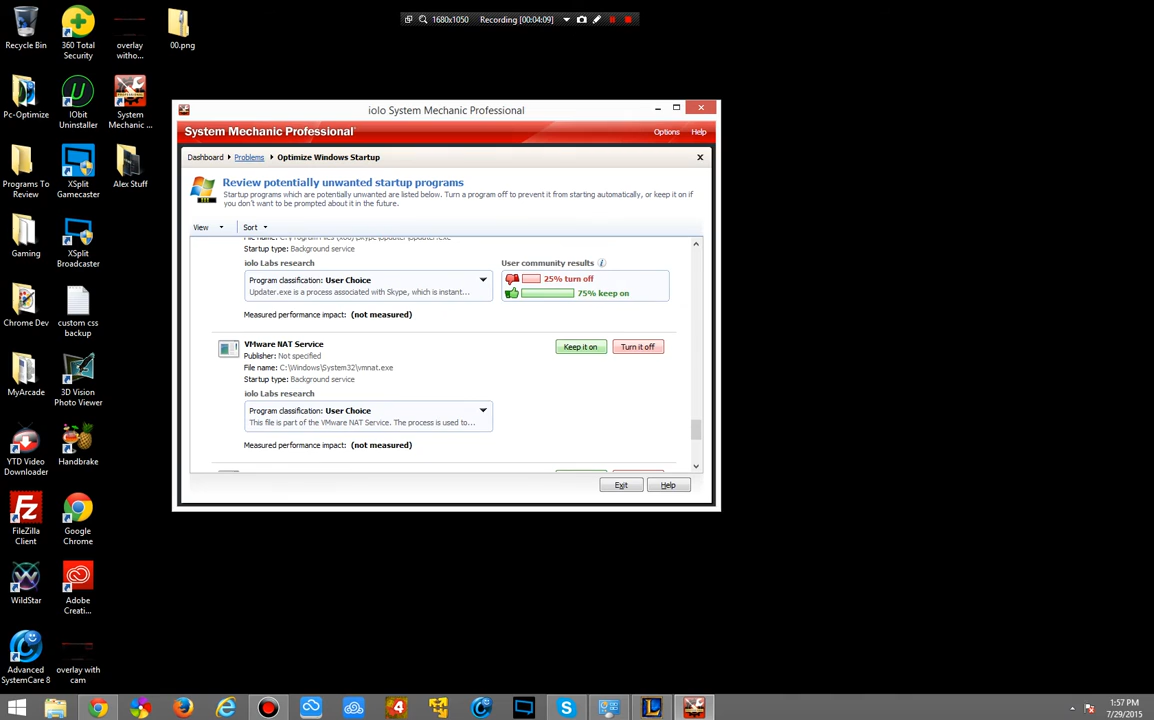 1680x1050 Recording [00:04:09]
Recycle Bin
360 Total Security
overlay witho...
00.png
Pc-Optimize
IObit Uninstaller
System Mechanic ...
Programs To Review
XSplit Gamecaster
Alex Stuff
Gaming
XSplit Broadcaster
Chrome Dev
custom css backup
MyArcade
3D Vision Photo Viewer
YTD Video Downloader
Handbrake
FileZilla Client
Google Chrome
WildStar
Adobe Creati...
Advanced SystemCare 8
overlay with cam
iolo System Mechanic Professional
System Mechanic Professional
Options Help
Dashboard Problems Optimize Windows Startup
Review potentially unwanted startup programs
Startup programs which are potentially unwanted are listed below. Turn a program off to prevent it from starting automatically, or keep it on if
you don't want to be prompted about it in the future.
View Sort
Startup type: Background service
iolo Labs research
User community results
Program classification: User Choice
Updater.exe is a process associated with Skype, which is instant...
25% turn off
75% keep on
Measured performance impact: (not measured)
VMware NAT Service
Keep it on Turn it off
Publisher: Not specified
File name: C:\Windows\System32\vmnat.exe
Startup type: Background service
iolo Labs research
Program classification: User Choice
This file is part of the VMware NAT Service. The process is used to...
Measured performance impact: (not measured)
Exit Help
1:57 PM
7/29/2015